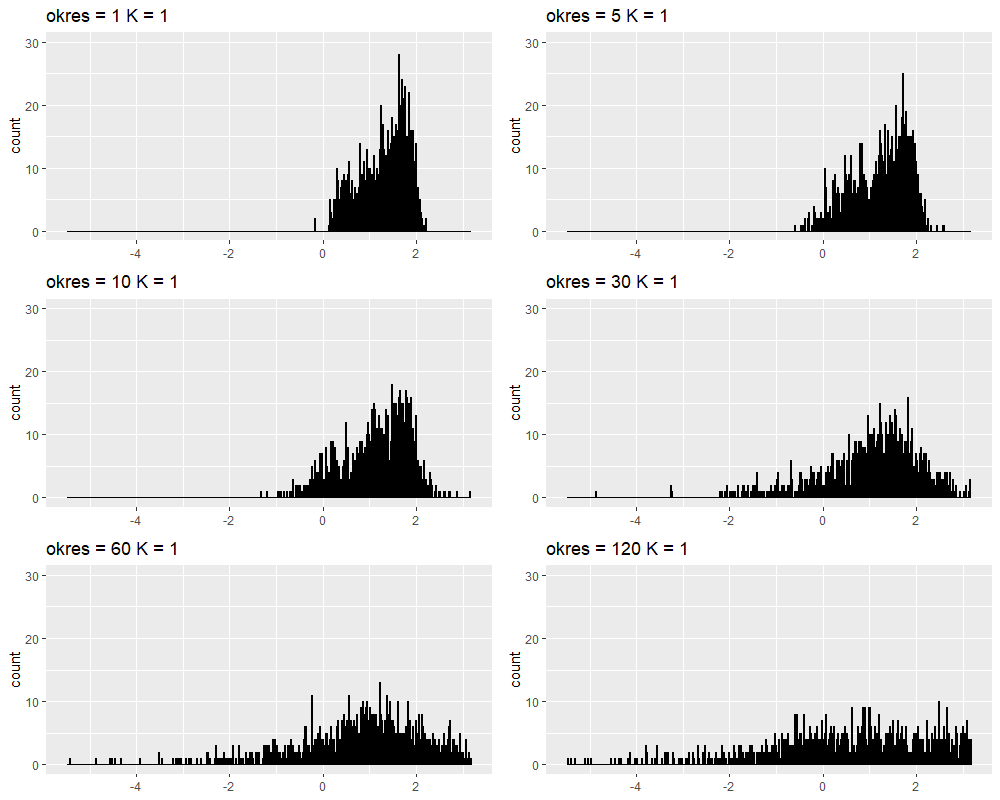 okres = 1 K = 1
okres = 5 K = 1
30
20
10
0
count
-4 -2 0 2
30
20
10
0
count
-4 -2 0 2
okres = 10 K = 1
okres = 30 K = 1
30
20
10
0
count
-4 -2 0 2
30
20
10
0
count
-4 -2 0 2
okres = 60 K = 1
okres = 120 K = 1
30
20
10
0
count
-4 -2 0 2
30
20
10
0
count
-4 -2 0 2